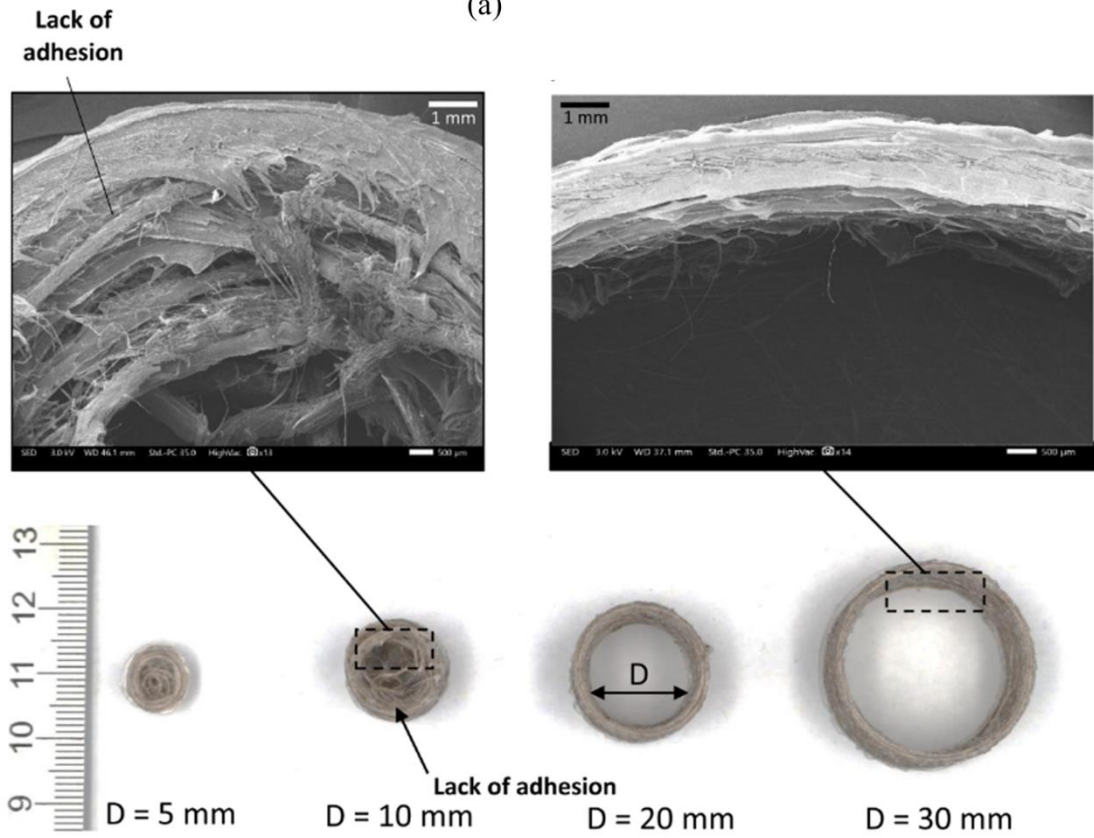 (a)
Lack of
adhesion
1 mm
1 mm
SED 3.0 kV WD 46.1 mm Std.-PC 35.0 HighVac. x13 500 µm
SED 3.0 kV WD 37.1 mm Std.-PC 35.0 HighVac. x14 500 µm
13
12
11
10
9
D
Lack of adhesion
D = 5 mm
D = 10 mm
D = 20 mm
D = 30 mm